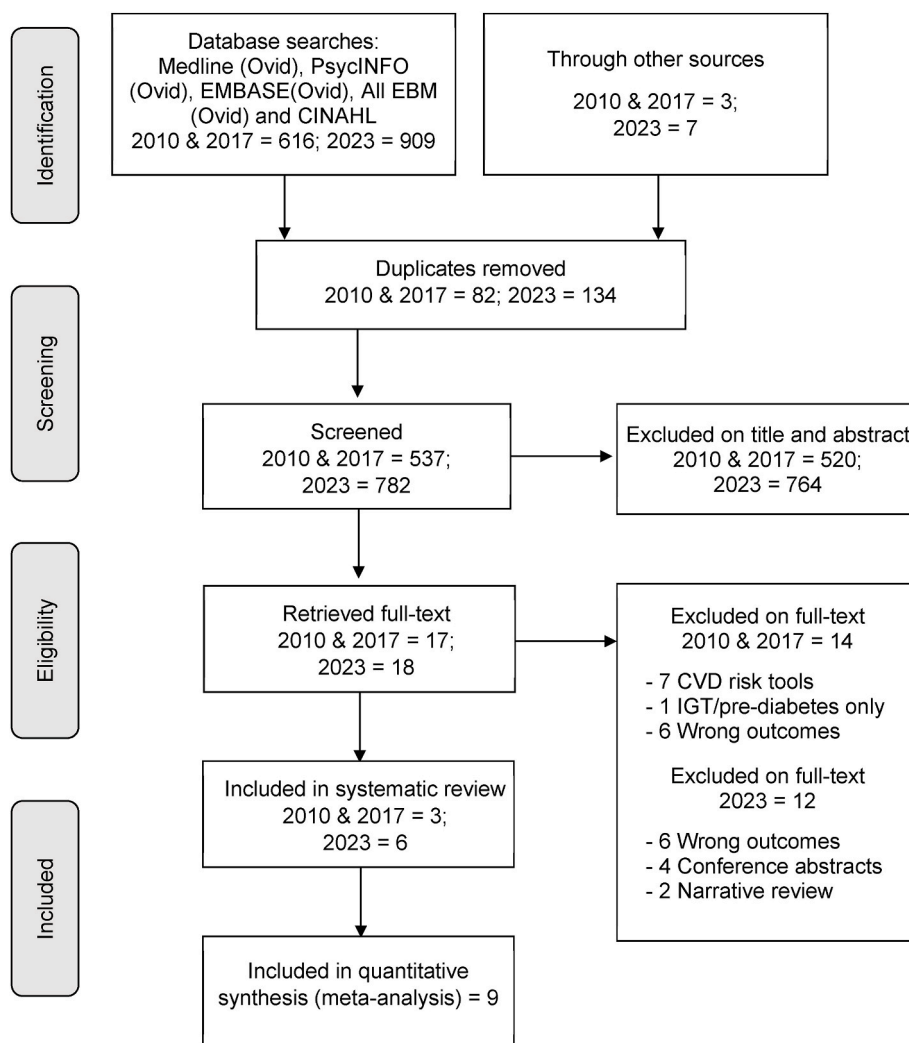 Identification
Database searches:
Medline (Ovid), PsycINFO
(Ovid), EMBASE(Ovid), All EBM
(Ovid) and CINAHL
2010 & 2017 = 616; 2023 = 909
Through other sources
2010 & 2017 = 3;
2023 = 7
Duplicates removed
2010 & 2017 = 82; 2023 = 134
Screening
Screened
2010 & 2017 = 537;
2023 = 782
Excluded on title and abstract
2010 & 2017 = 520;
2023 = 764
Eligibility
Retrieved full-text
2010 & 2017 = 17;
2023 = 18
Excluded on full-text
2010 & 2017 = 14
- 7 CVD risk tools
- 1 IGT/pre-diabetes only
- 6 Wrong outcomes
Excluded on full-text
2023 = 12
- 6 Wrong outcomes
- 4 Conference abstracts
- 2 Narrative review
Included
Included in systematic review
2010 & 2017 = 3;
2023 = 6
Included in quantitative
synthesis (meta-analysis) = 9